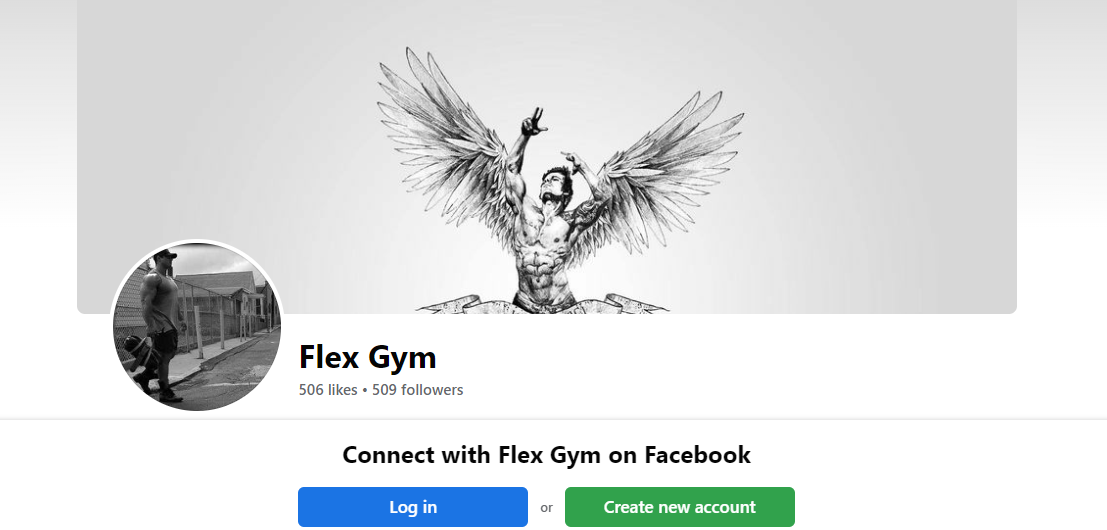 Flex Gym
506 likes • 509 followers
Connect with Flex Gym on Facebook
Log in
or
Create new account